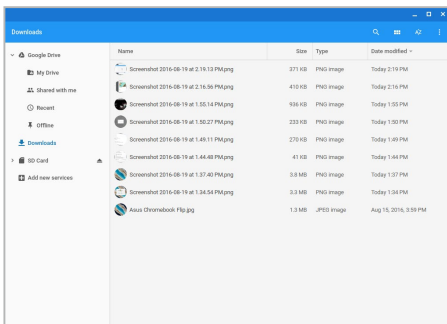 Downloads
Google Drive
My Drive
Shared with me
Recent
Offline
Downloads
SD Card
Add new services
Name Size Type Date modified
Screenshot 2016-08-19 at 2.19.13 PM.png 371 KB PNG image Today 2:19 PM
Screenshot 2016-08-19 at 2.16.56 PM.png 410 KB PNG image Today 2:16 PM
Screenshot 2016-08-19 at 1.55.14 PM.png 936 KB PNG image Today 1:55 PM
Screenshot 2016-08-19 at 1.50.27 PM.png 233 KB PNG image Today 1:50 PM
Screenshot 2016-08-19 at 1.49.11 PM.png 270 KB PNG image Today 1:49 PM
Screenshot 2016-08-19 at 1.44.48 PM.png 41 KB PNG image Today 1:44 PM
Screenshot 2016-08-19 at 1.37.40 PM.png 3.8 MB PNG image Today 1:37 PM
Screenshot 2016-08-19 at 1.34.54 PM.png 3.3 MB PNG image Today 1:34 PM
Asus Chromebook Flip.jpg 1.3 MB JPEG image Aug 15, 2016, 3:59 PM